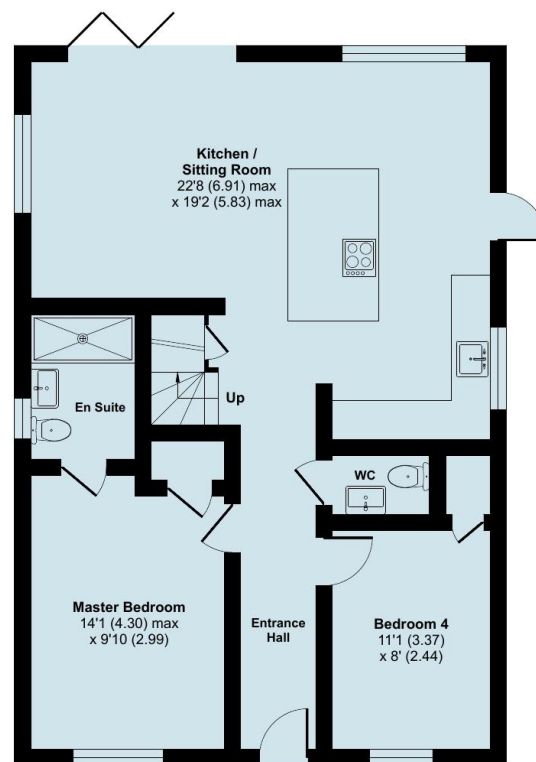 Kitchen /
Sitting Room
22'8 (6.91) max
x 19'2 (5.83) max
En Suite
Up
WC
Master Bedroom
14'1 (4.30) max
x 9'10 (2.99)
Entrance
Hall
Bedroom 4
11'1 (3.37)
x 8' (2.44)